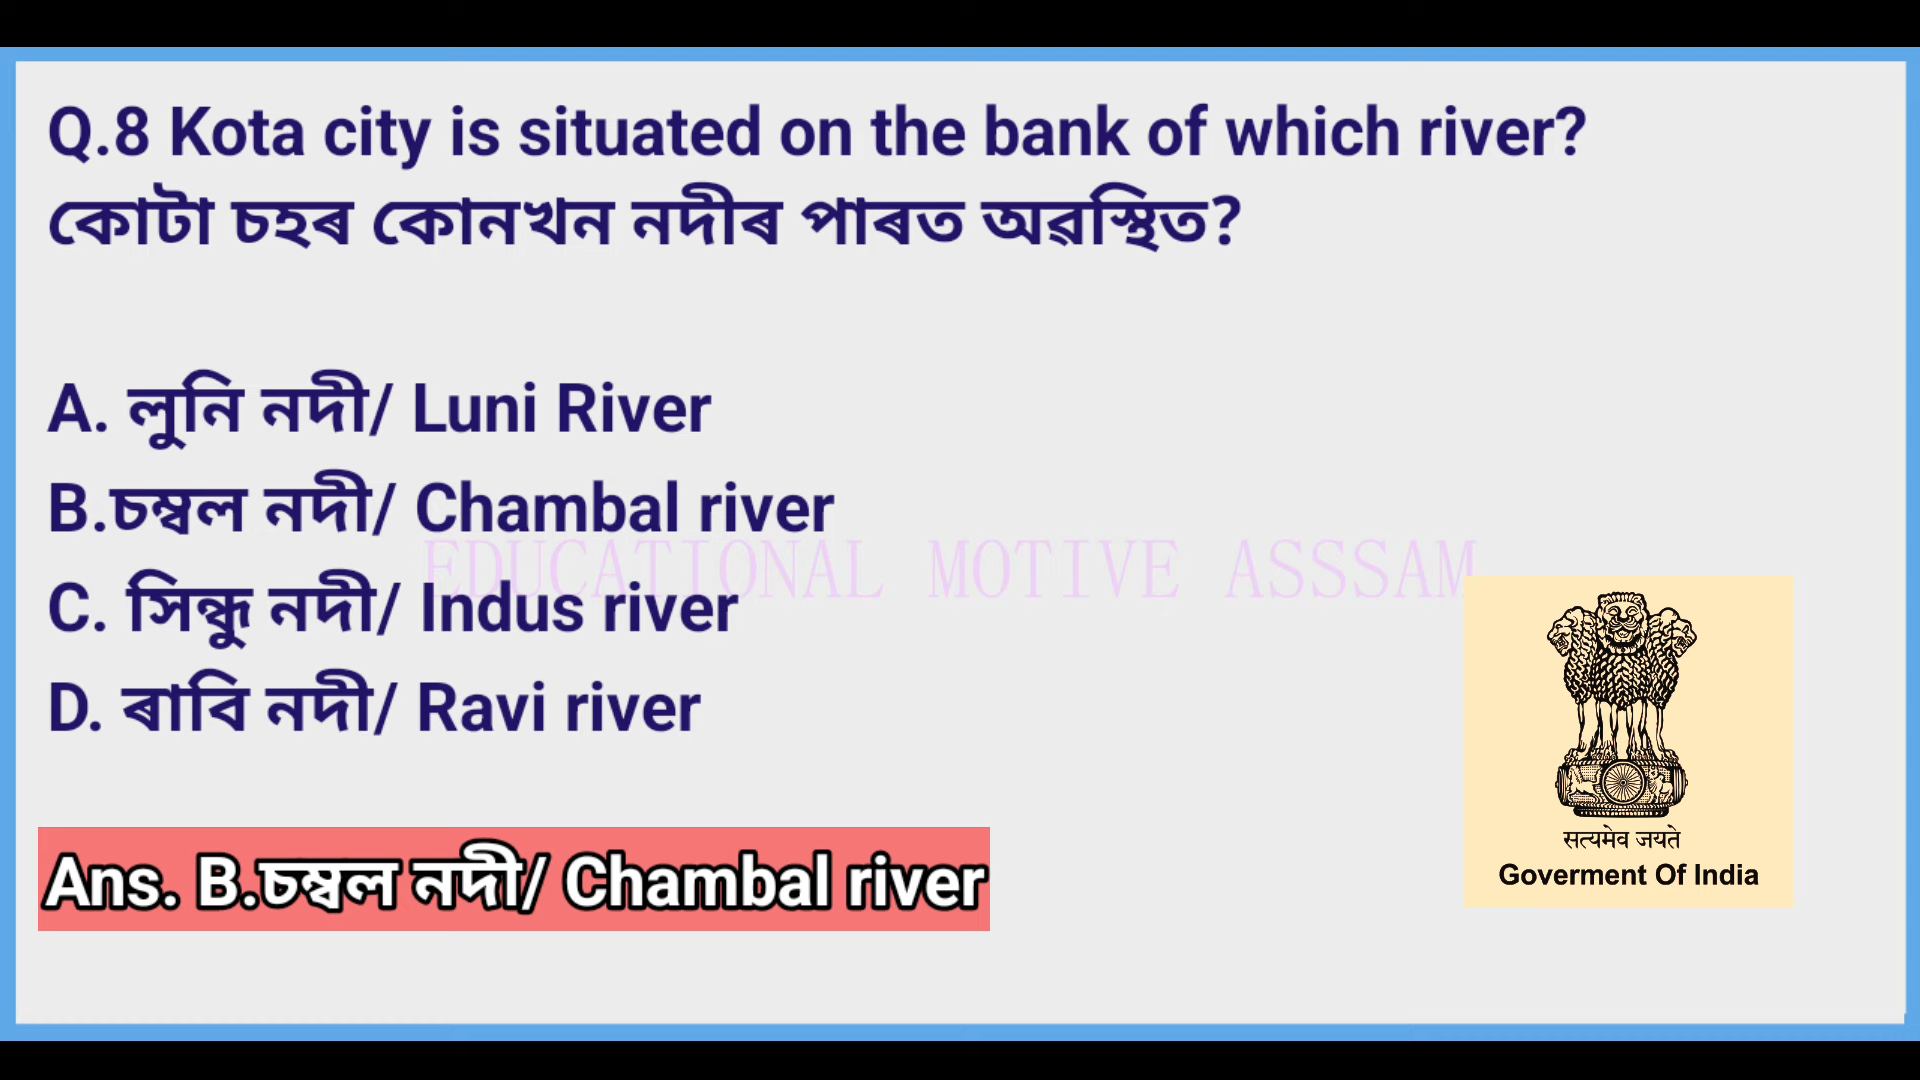 Q.8 Kota city is situated on the bank of which river?
কোটা চহৰ কোনখন নদীৰ পাৰত অৱস্থিত?
A. লুনি নদী/ Luni River
B.চম্বল নদী/ Chambal river
EDUCATIONAL MOTIVE ASSSAM
C. সিন্ধু নদী/ Indus river
D. ৰাবি নদী/ Ravi river
Ans. B.চম্বল নদী/ Chambal river
सत्यमेव जयते
Goverment Of India